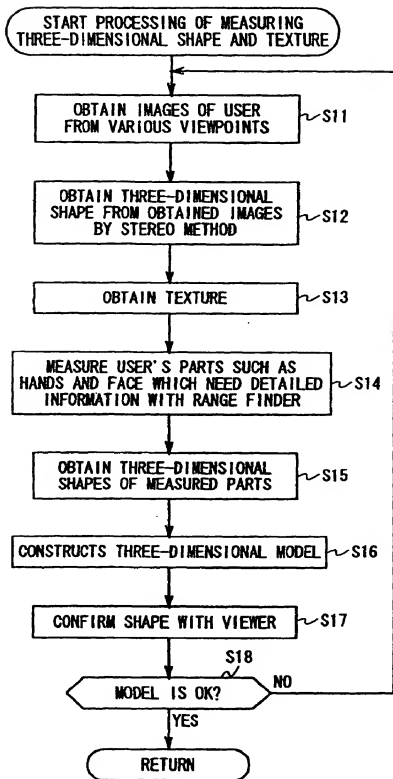 START PROCESSING OF MEASURING
THREE-DIMENSIONAL SHAPE AND TEXTURE
OBTAIN IMAGES OF USER
FROM VARIOUS VIEWPOINTS
S11
OBTAIN THREE-DIMENSIONAL
SHAPE FROM OBTAINED IMAGES
BY STEREO METHOD
S12
OBTAIN TEXTURE
S13
MEASURE USER'S PARTS SUCH AS
HANDS AND FACE WHICH NEED DETAILED
INFORMATION WITH RANGE FINDER
S14
OBTAIN THREE-DIMENSIONAL
SHAPES OF MEASURED PARTS
S15
CONSTRUCTS THREE-DIMENSIONAL MODEL
S16
CONFIRM SHAPE WITH VIEWER
S17
S18
MODEL IS OK?
NO
YES
RETURN